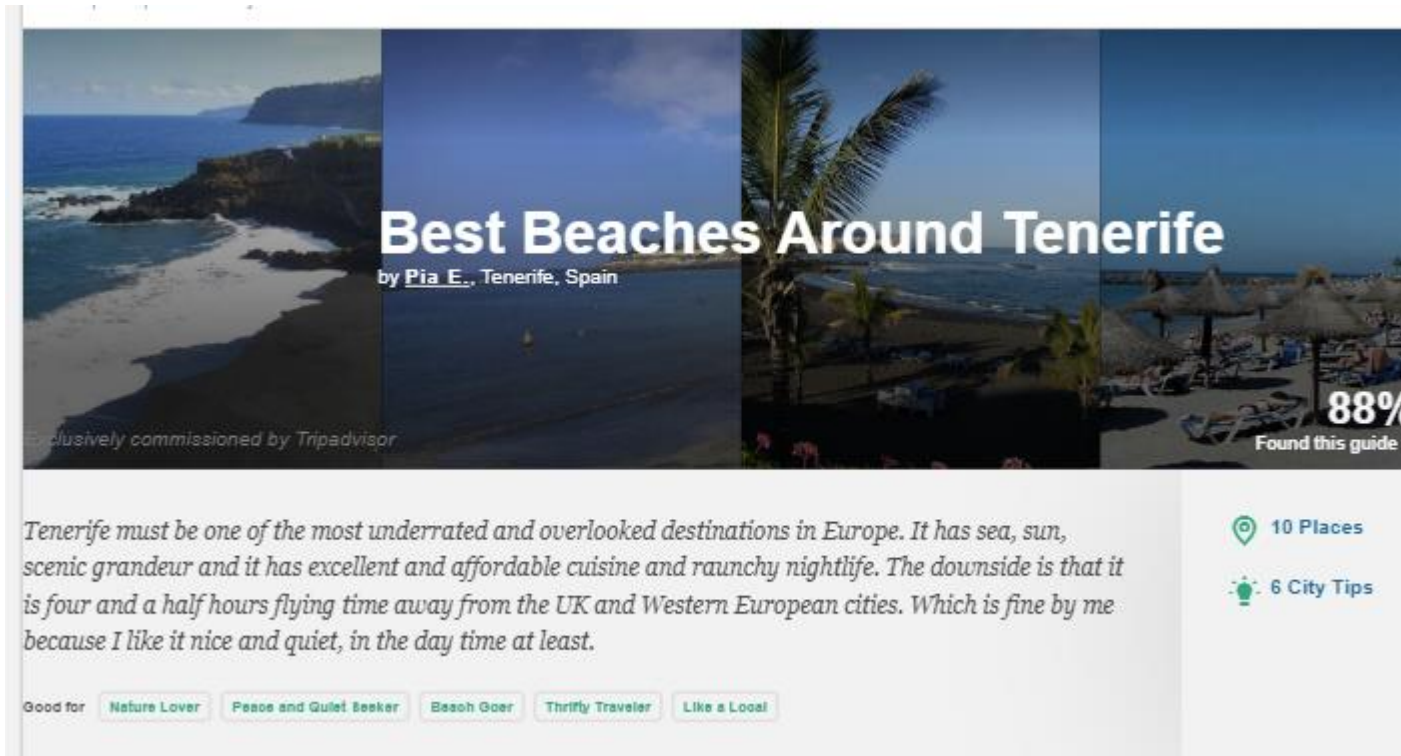 Best Beaches Around Tenerife
by Pia E., Tenerife, Spain
88%
Found this guide
Exclusively commissioned by Tripadvisor
Tenerife must be one of the most underrated and overlooked destinations in Europe. It has sea, sun,
scenic grandeur and it has excellent and affordable cuisine and raunchy nightlife. The downside is that it
is four and a half hours flying time away from the UK and Western European cities. Which is fine by me
because I like it nice and quiet, in the day time at least.
10 Places
6 City Tips
Good for Nature Lover Peace and Quiet Seeker Beach Goer Thrifty Traveler Like a Local